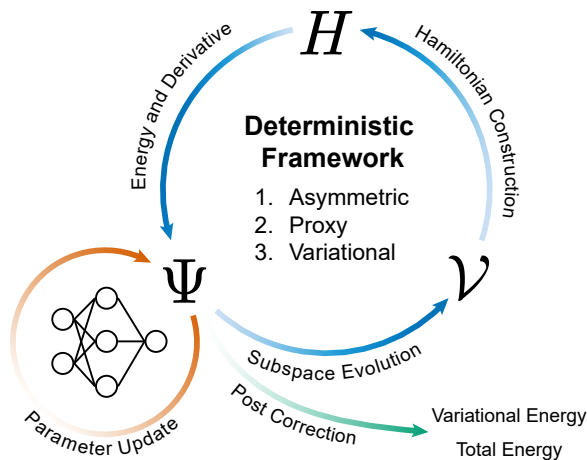 H
Energy and Derivative
Hamiltonian Construction
Deterministic
Framework
1. Asymmetric
2. Proxy
3. Variational
Ψ
𝒱
Subspace Evolution
Parameter Update
Post Correction
Variational Energy
Total Energy